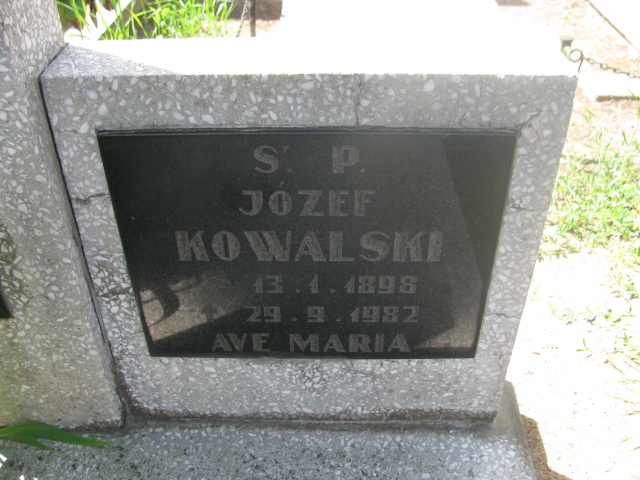 Ś. P.
JÓZEF
KOWALSKI
13.1.1898
29.9.1982
AVE MARIA